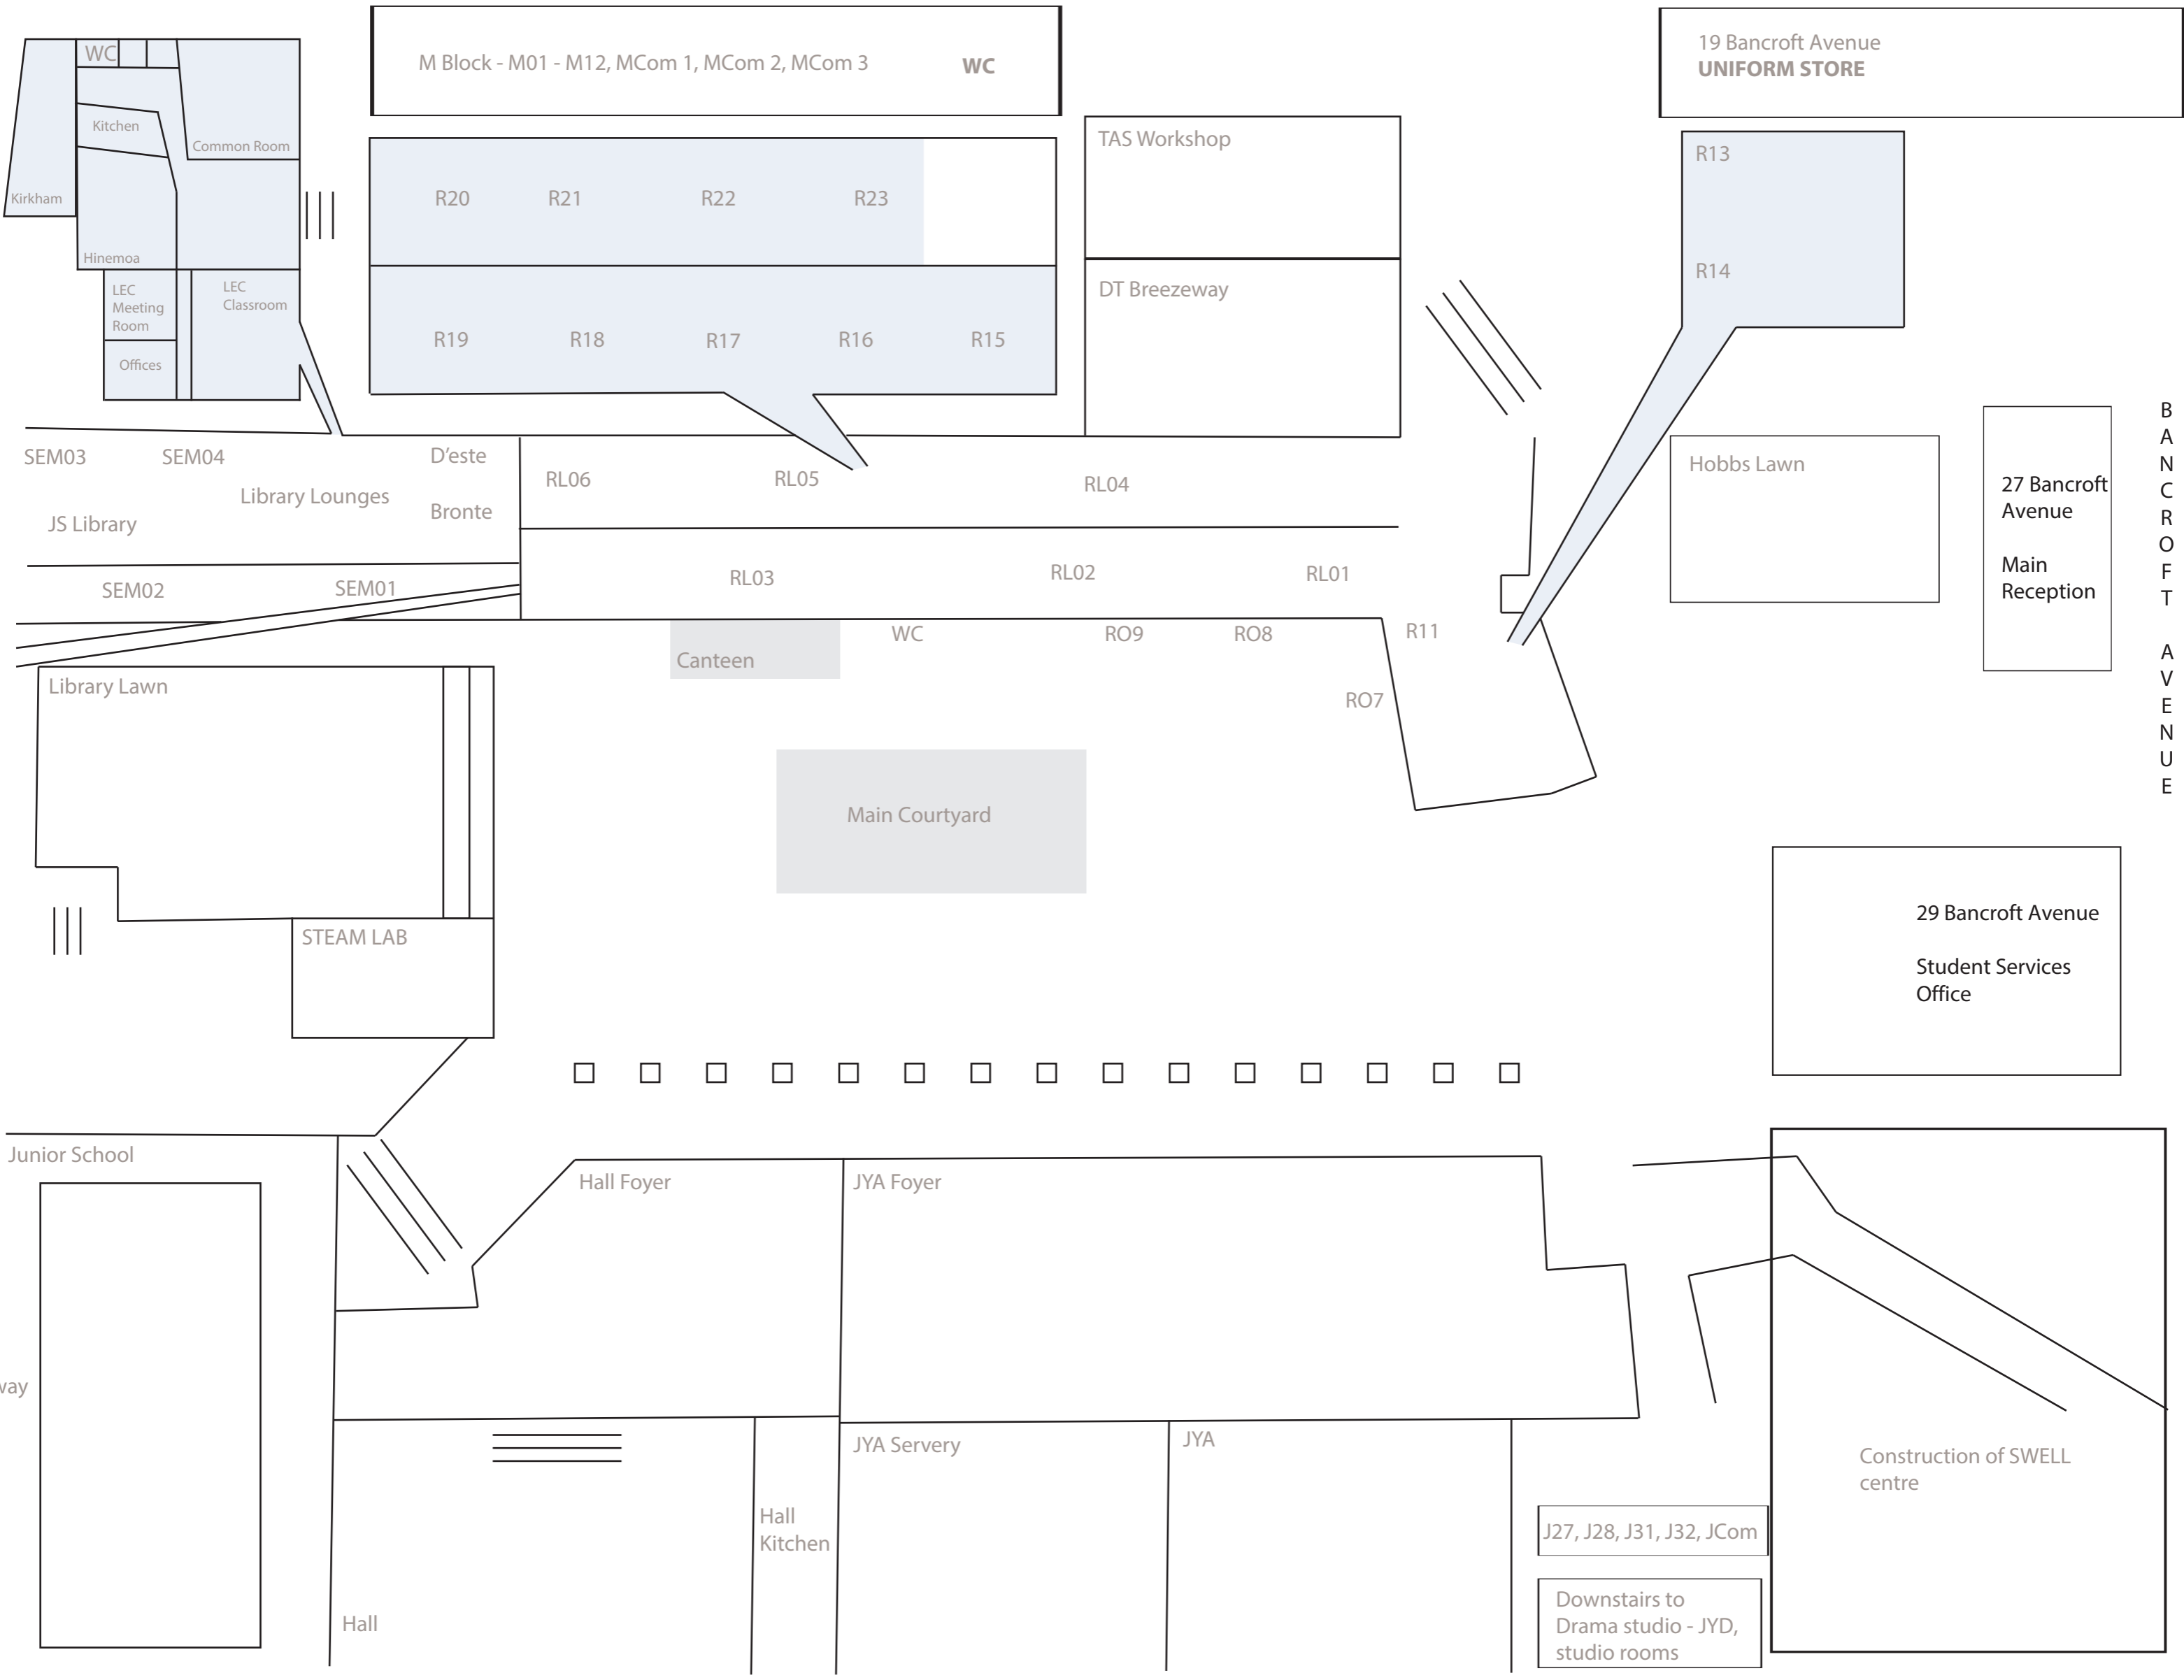 WC
M Block - M01 - M12, MCom 1, MCom 2, MCom 3
WC
19 Bancroft Avenue
UNIFORM STORE
Kitchen
Common Room
Kirkham
Hinemoa
LEC
Meeting
Room
LEC
Classroom
Offices
R20
R21
R22
R23
R19
R18
R17
R16
R15
TAS Workshop
DT Breezeway
R13
R14
SEM03
SEM04
D'este
Library Lounges
Bronte
JS Library
SEM02
SEM01
RL06
RL05
RL04
RL03
RL02
RL01
Hobbs Lawn
27 Bancroft
Avenue
Main
Reception
BANCROFT AVENUE
Canteen
WC
RO9
RO8
R11
RO7
Library Lawn
Main Courtyard
STEAM LAB
29 Bancroft Avenue
Student Services
Office
Junior School
Hall Foyer
JYA Foyer
JYA Servery
JYA
Hall
Kitchen
Hall
Construction of SWELL
centre
J27, J28, J31, J32, JCom
Downstairs to
Drama studio - JYD,
studio rooms